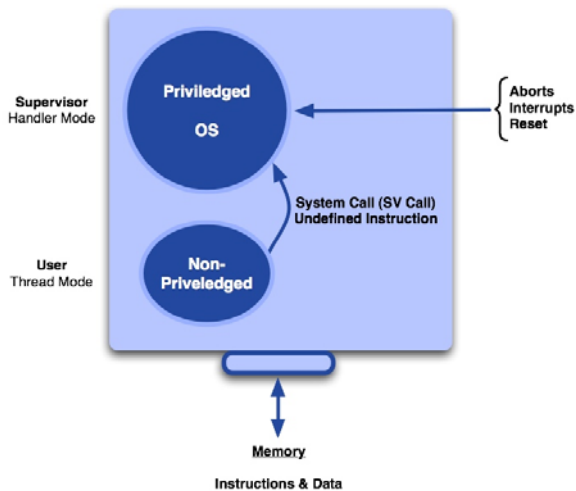 Priviledged
OS
Supervisor
Handler Mode
Aborts
Interrupts
Reset
System Call (SV Call)
Undefined Instruction
User
Thread Mode
Non-
Priveledged
Memory
Instructions & Data